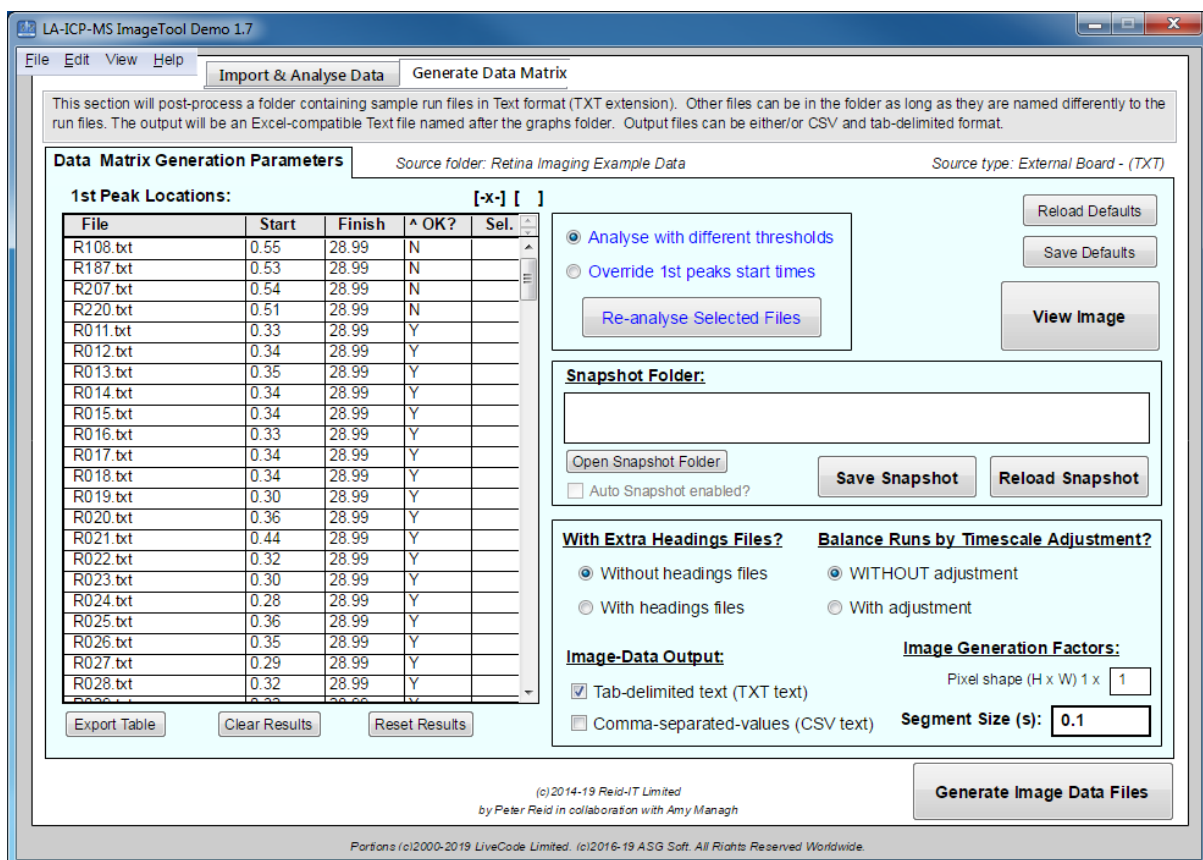 LA-ICP-MS ImageTool Demo 1.7
File Edit View Help
Import & Analyse Data Generate Data Matrix
This section will post-process a folder containing sample run files in Text format (TXT extension). Other files can be in the folder as long as they are named differently to the
run files. The output will be an Excel-compatible Text file named after the graphs folder. Output files can be either/or CSV and tab-delimited format.
Data Matrix Generation Parameters Source folder: Retina Imaging Example Data Source type: External Board - (TXT)
1st Peak Locations: [-x-] [ ]
File Start Finish ^ OK? Sel.
R108.txt 0.55 28.99 N
R187.txt 0.53 28.99 N
R207.txt 0.54 28.99 N
R220.txt 0.51 28.99 N
R011.txt 0.33 28.99 Y
R012.txt 0.34 28.99 Y
R013.txt 0.35 28.99 Y
R014.txt 0.34 28.99 Y
R015.txt 0.34 28.99 Y
R016.txt 0.33 28.99 Y
R017.txt 0.34 28.99 Y
R018.txt 0.34 28.99 Y
R019.txt 0.30 28.99 Y
R020.txt 0.36 28.99 Y
R021.txt 0.44 28.99 Y
R022.txt 0.32 28.99 Y
R023.txt 0.30 28.99 Y
R024.txt 0.28 28.99 Y
R025.txt 0.36 28.99 Y
R026.txt 0.35 28.99 Y
R027.txt 0.29 28.99 Y
R028.txt 0.32 28.99 Y
Export Table Clear Results Reset Results
Analyse with different thresholds
Override 1st peaks start times
Re-analyse Selected Files
Reload Defaults
Save Defaults
View Image
Snapshot Folder:
Open Snapshot Folder
Auto Snapshot enabled?
Save Snapshot Reload Snapshot
With Extra Headings Files? Balance Runs by Timescale Adjustment?
Without headings files WITHOUT adjustment
With headings files With adjustment
Image-Data Output: Image Generation Factors:
Tab-delimited text (TXT text) Pixel shape (H x W) 1 x 1
Comma-separated-values (CSV text) Segment Size (s): 0.1
(c)2014-19 Reid-IT Limited
by Peter Reid in collaboration with Amy Managh
Generate Image Data Files
Portions (c)2000-2019 LiveCode Limited. (c)2016-19 ASG Soft. All Rights Reserved Worldwide.